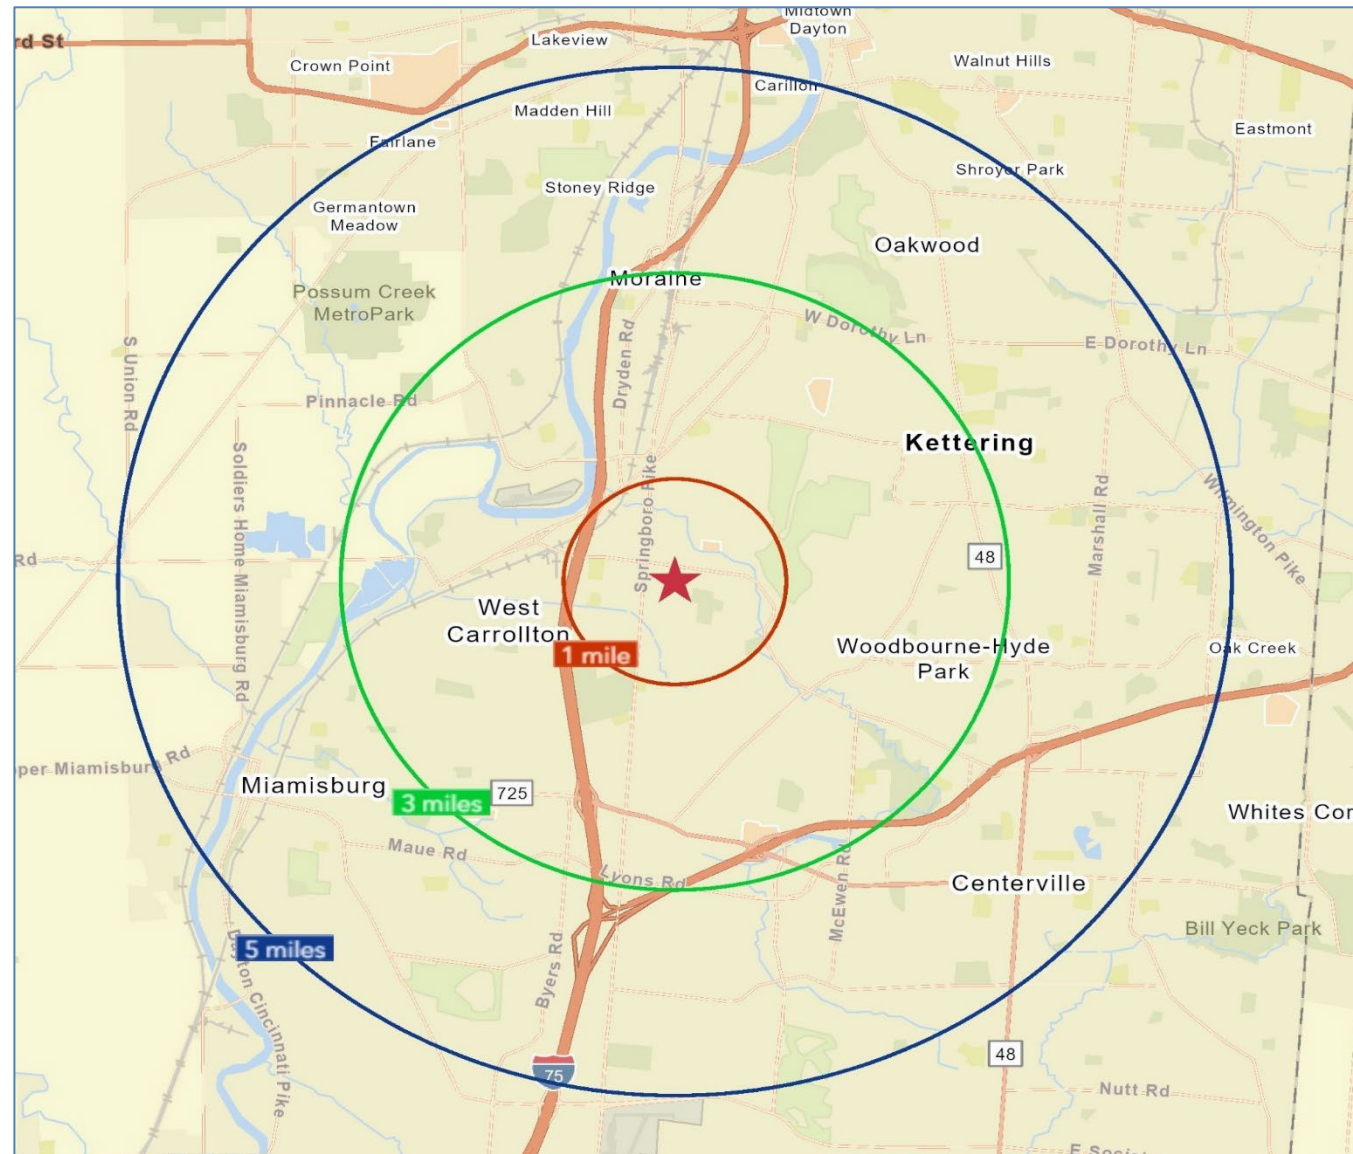 Midtown
Dayton
rd St
Lakeview
Crown Point
Walnut Hills
Carillon
Madden Hill
Eastmont
Fairlane
Shroyer Park
Stoney Ridge
Germantown
Meadow
Oakwood
Moraine
Possum Creek
MetroPark
W Dorothy Ln
E Dorothy Ln
S Union Rd
Dryden Rd
Pinnacle Rd
Kettering
Soldiers Home Miamisburg Rd
Springboro Pike
Marshall Rd
Wilmington Pike
Rd
48
West
Carrollton
1 mile
Woodbourne-Hyde
Park
Oak Creek
per Miamisburg Rd
Miamisburg
3 miles
725
Whites Cor
Maue Rd
Lyons Rd
McEwen Rd
Centerville
Bill Yeck Park
5 miles
Byers Rd
Dayton Cincinnati Pike
48
75
Nutt Rd